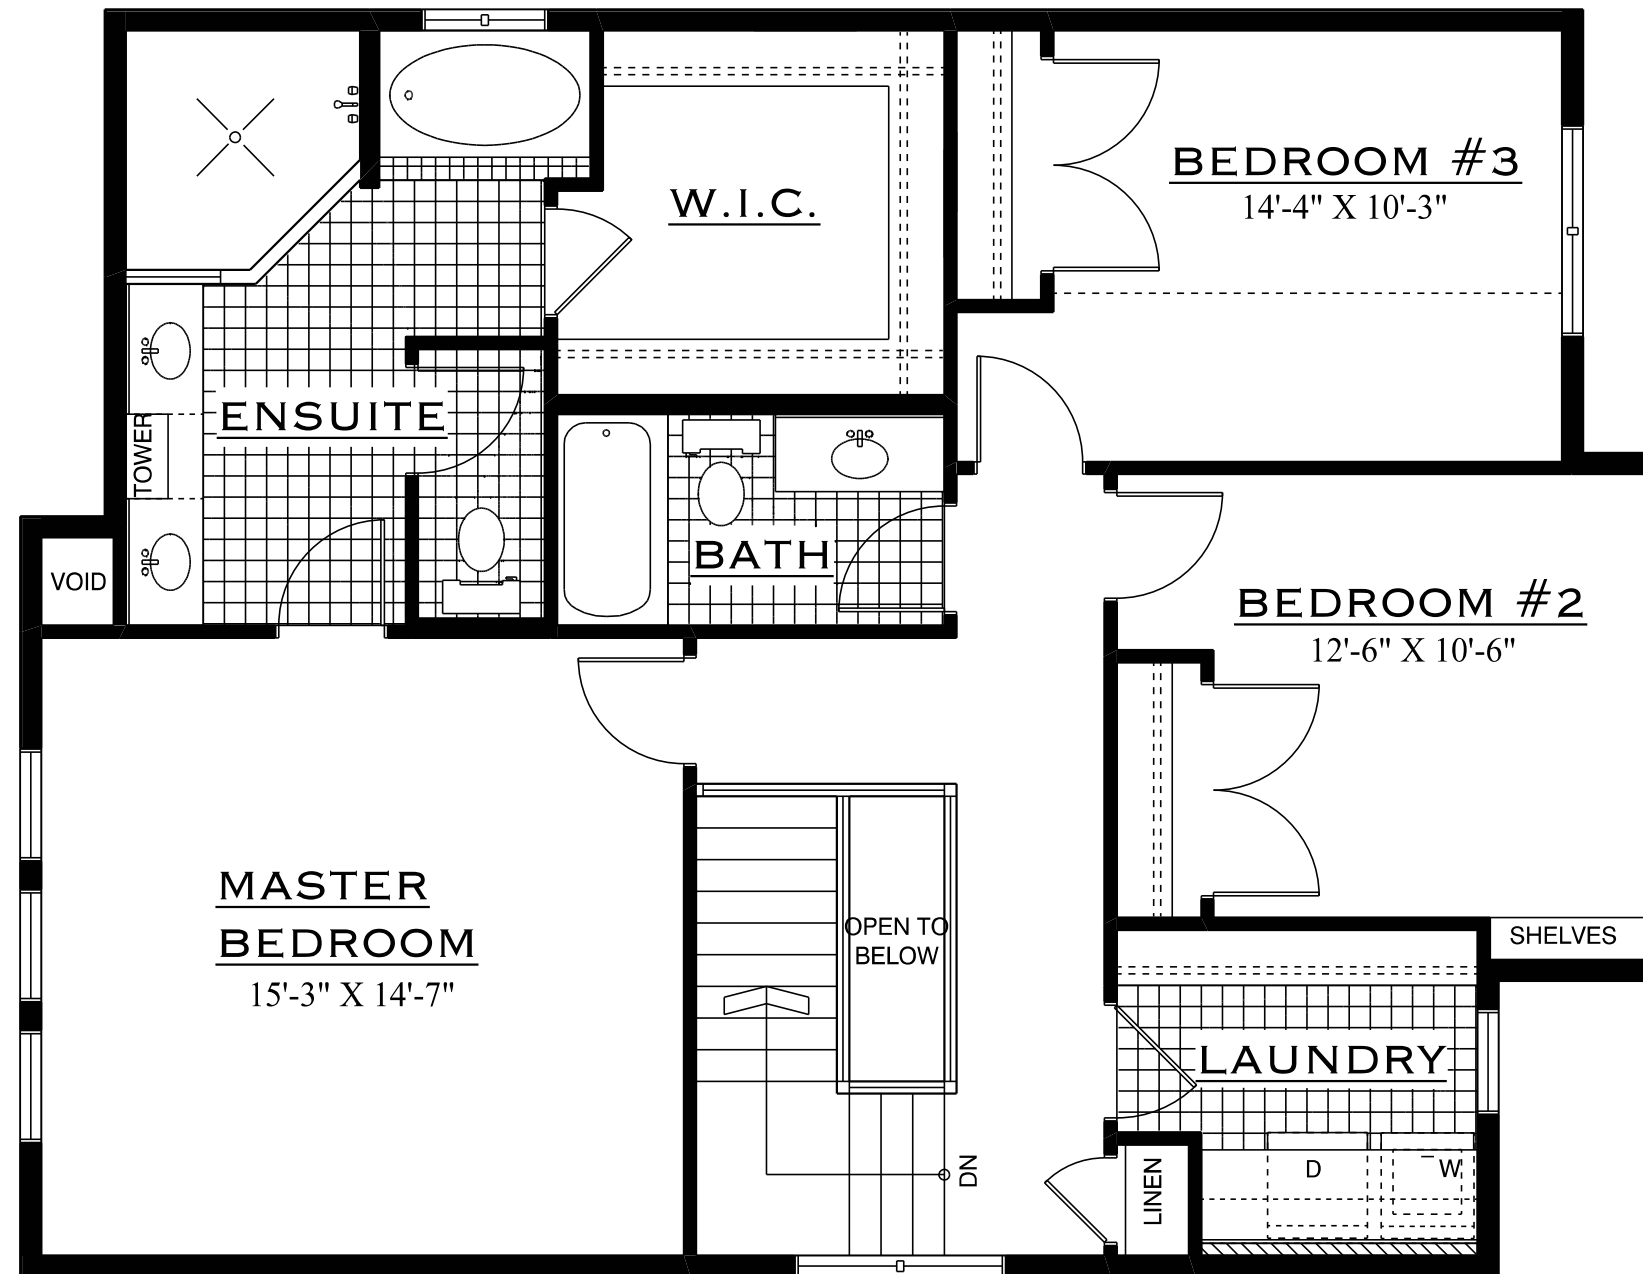 BEDROOM #3
14'-4" X 10'-3"
W.I.C.
ENSUITE
TOWER
BATH
VOID
BEDROOM #2
12'-6" X 10'-6"
MASTER
BEDROOM
15'-3" X 14'-7"
OPEN TO
BELOW
SHELVES
LAUNDRY
DN
LINEN
D
W